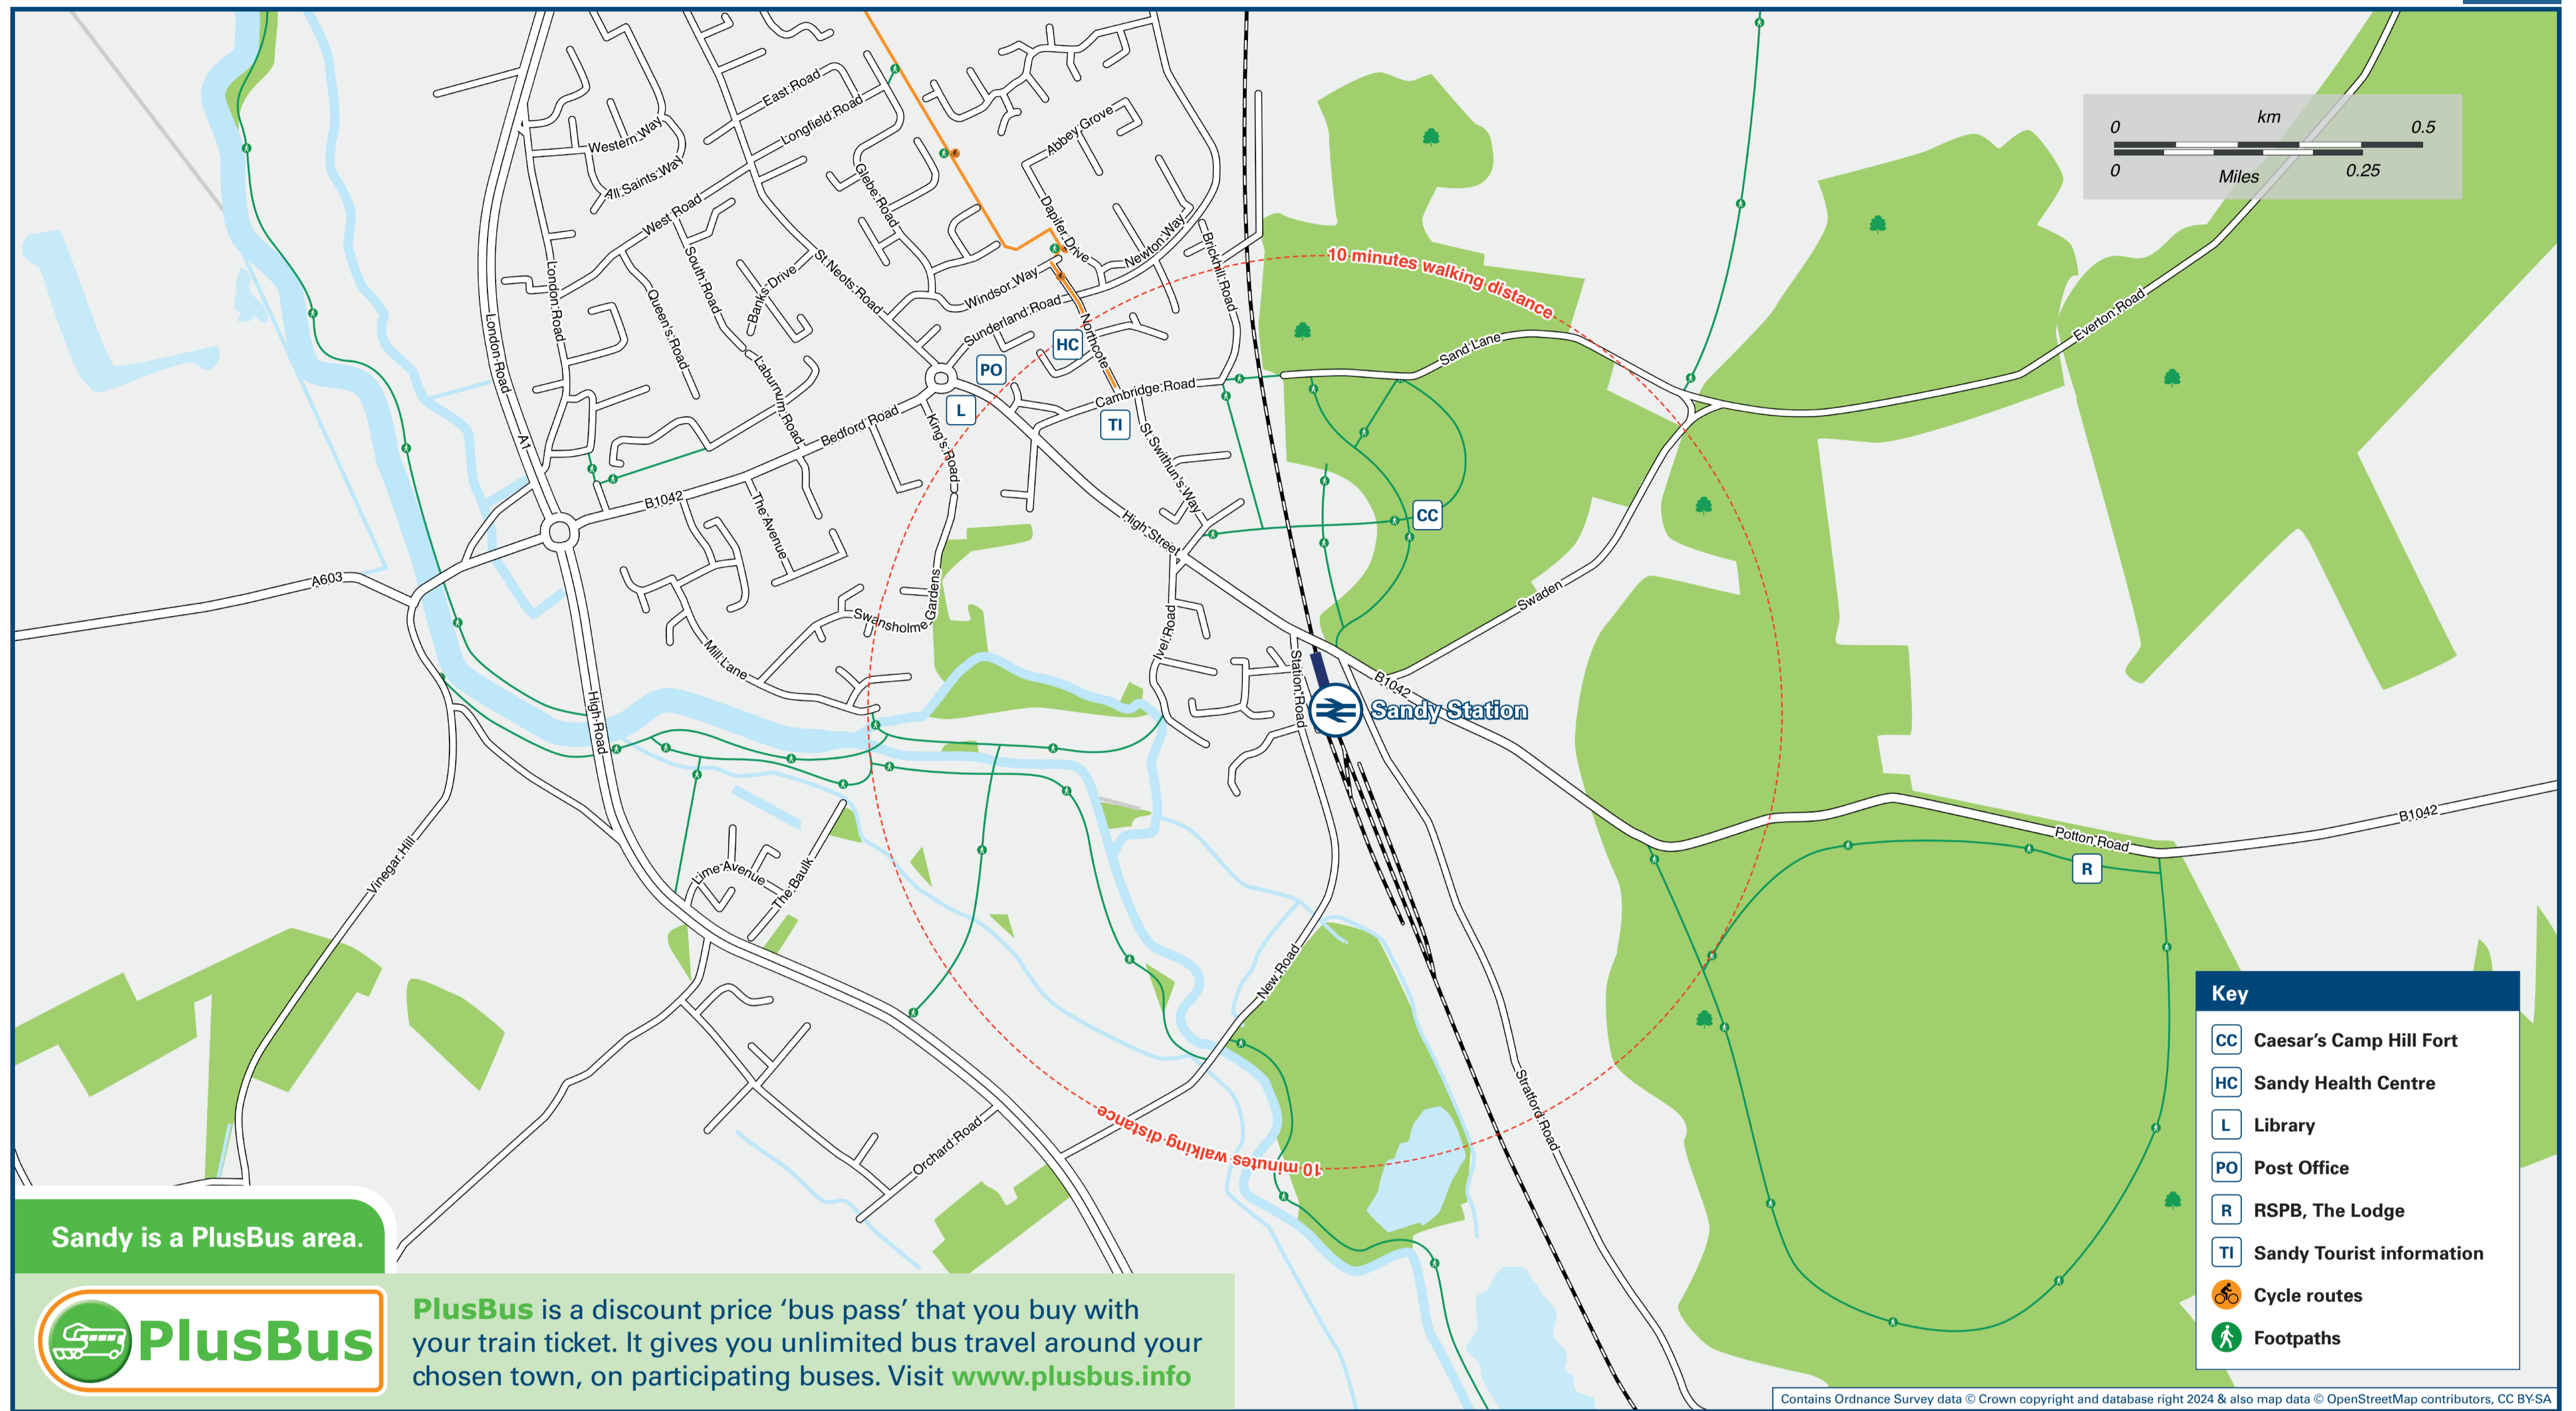 km
0 0.5
0 0.25
Miles
East Road
Longfield Road
Western Way
All Saints Way
West Road
Glebe Road
Abbey Grove
Dapifer Drive
Newton Way
Brickhill Road
London Road
London Road
South Road
Queen's Road
Banks Drive
St Neots Road
Windsor Way
Sunderland Road
Northcote
10 minutes walking distance
Sand Lane
Everton Road
HC
PO
L
TI
Cambridge Road
Laburnum Road
Bedford Road
King's Road
St Swithun's Way
A1
B1042
The Avenue
High Street
CC
A603
Swansholme Gardens
Swaden
Ivel Road
Mill Lane
Station Road
B1042
Sandy Station
High Road
Potton Road
B1042
R
Vinegar Hill
Lime Avenue
The Baulk
New Road
Stratford Road
10 minutes walking distance
Orchard Road
Key
CC Caesar's Camp Hill Fort
HC Sandy Health Centre
L Library
PO Post Office
R RSPB, The Lodge
TI Sandy Tourist information
Cycle routes
Footpaths
Sandy is a PlusBus area.
PlusBus
PlusBus is a discount price ‘bus pass’ that you buy with
your train ticket. It gives you unlimited bus travel around your
chosen town, on participating buses. Visit www.plusbus.info
Contains Ordnance Survey data © Crown copyright and database right 2024 & also map data © OpenStreetMap contributors, CC BY-SA